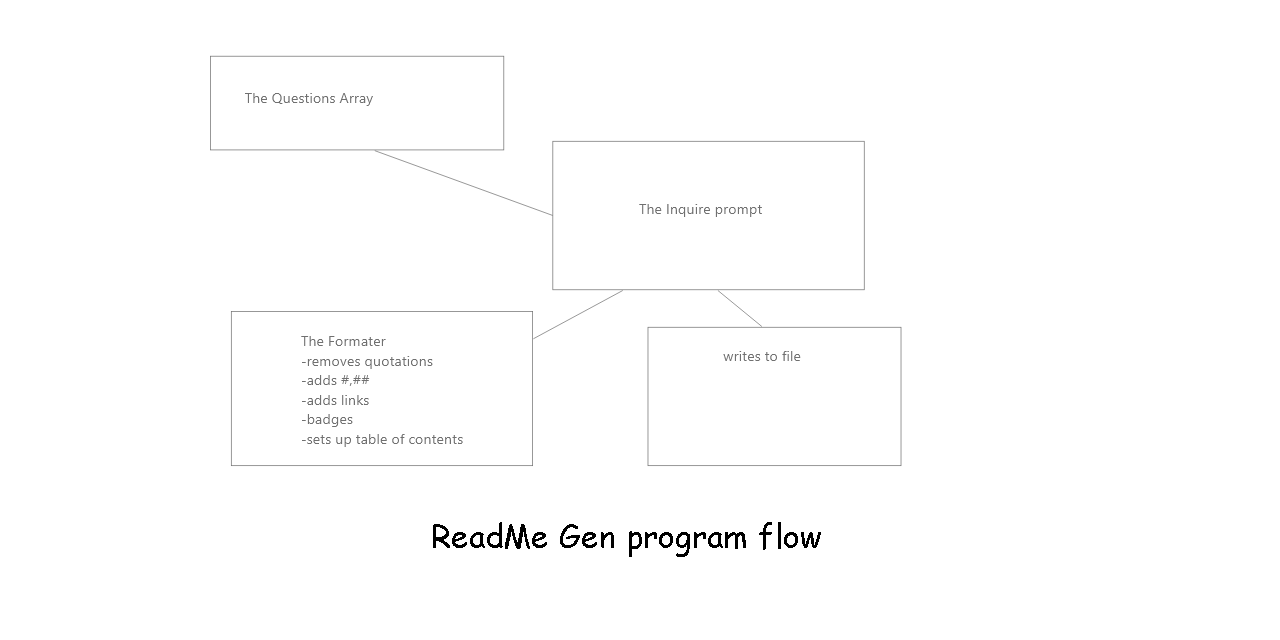 The Questions Array
The Inquire prompt
The Formater
-removes quotations
-adds #,##
-adds links
-badges
-sets up table of contents
writes to file
ReadMe Gen program flow